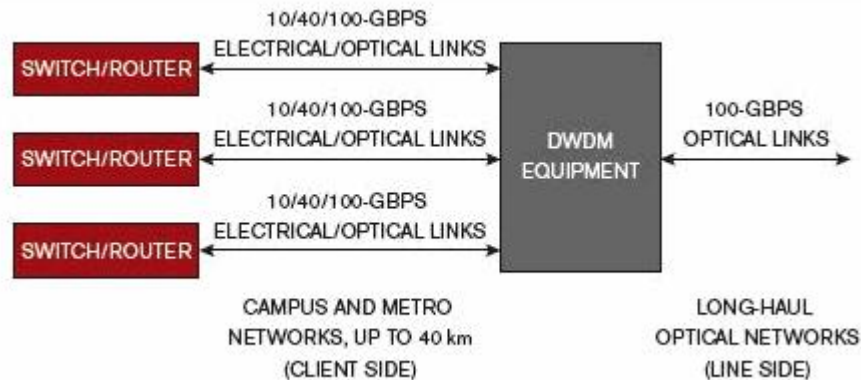 10/40/100-GBPS
ELECTRICAL/OPTICAL LINKS
SWITCH/ROUTER
10/40/100-GBPS
ELECTRICAL/OPTICAL LINKS
SWITCH/ROUTER
10/40/100-GBPS
ELECTRICAL/OPTICAL LINKS
SWITCH/ROUTER
DWDM
EQUIPMENT
100-GBPS
OPTICAL LINKS
CAMPUS AND METRO
NETWORKS, UP TO 40 km
(CLIENT SIDE)
LONG-HAUL
OPTICAL NETWORKS
(LINE SIDE)